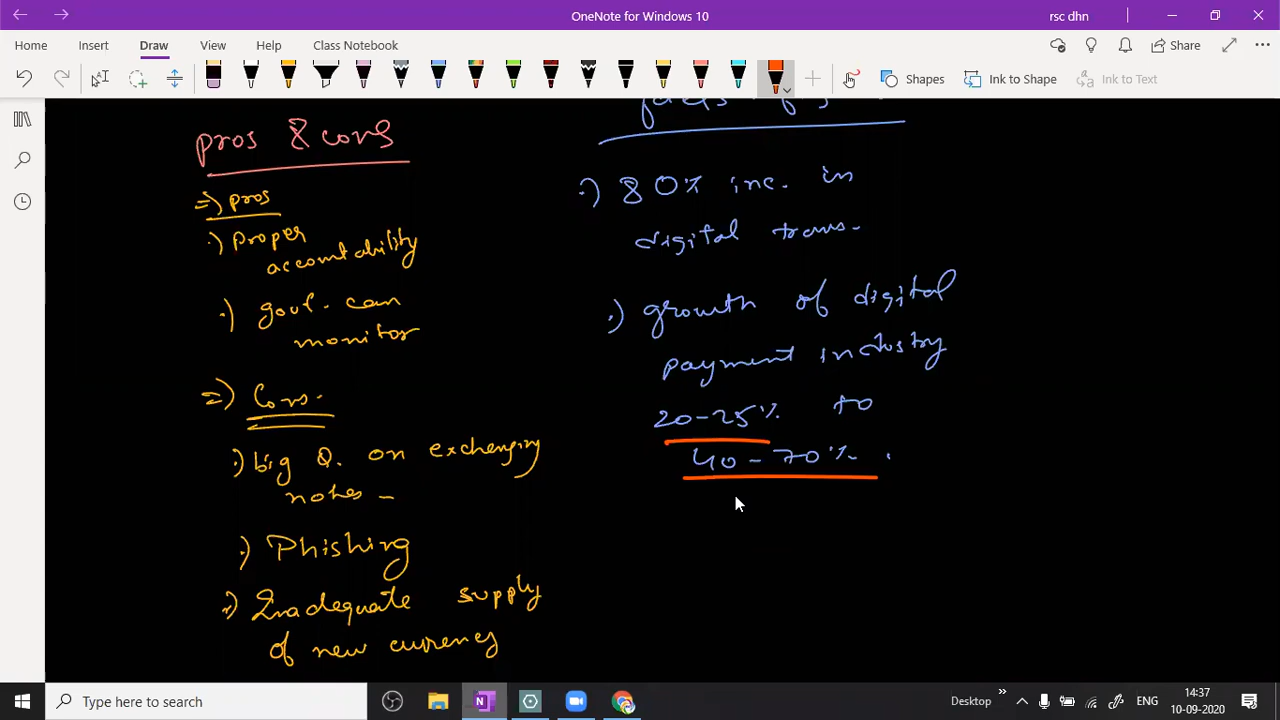 OneNote for Windows 10
rsc dhn
Home
Insert
Draw
View
Help
Class Notebook
Share
Shapes
Ink to Shape
Ink to Text
pros & cons
=) pros
·) Proper
accountability
·) govt. can
monitor
=) Cons.
·) big Q. on exchanging
notes -
·) Phishing
·) Inadequate supply
of new currency
·) 80% inc. in
digital trans.
·) growth of digital
payment industry
20-25% to
40-70%.
Type here to search
Desktop
ENG
14:37
10-09-2020